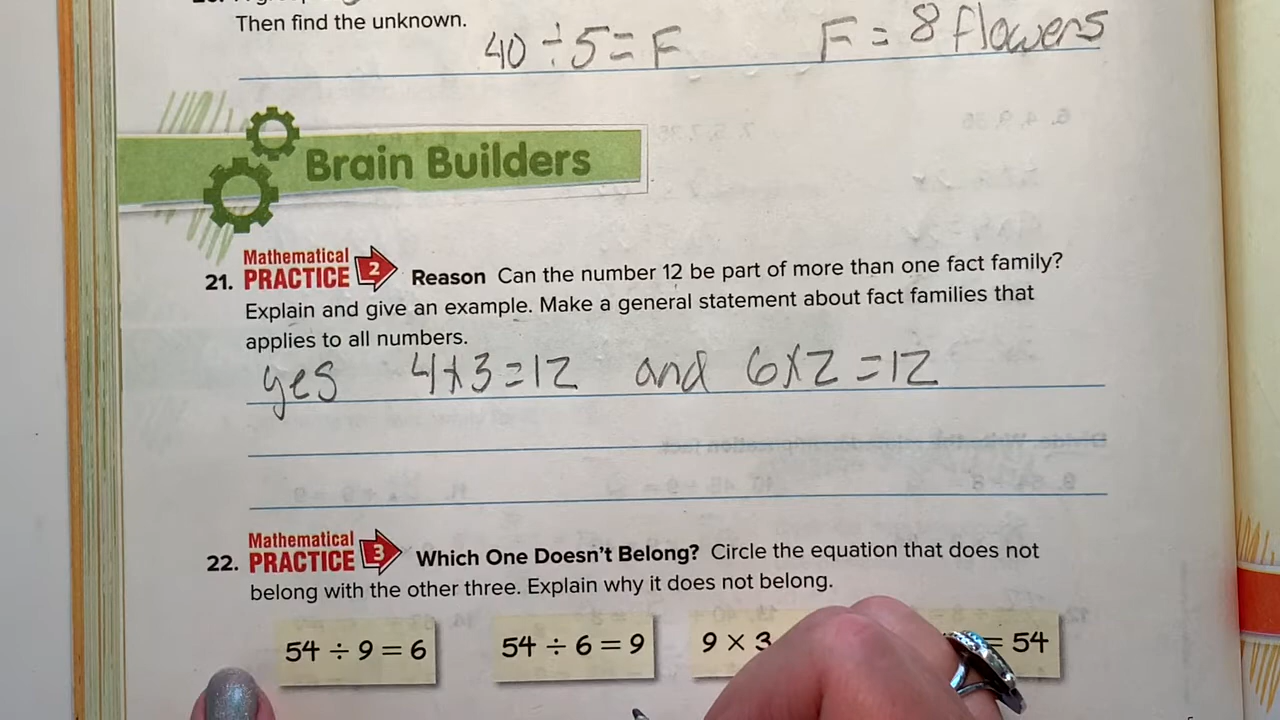 Then find the unknown.
40 ÷ 5 = F F = 8 flowers
Brain Builders
Mathematical
21. PRACTICE 2 Reason Can the number 12 be part of more than one fact family?
Explain and give an example. Make a general statement about fact families that
applies to all numbers.
yes 4x3=12 and 6x2=12
Mathematical
22. PRACTICE 3 Which One Doesn't Belong? Circle the equation that does not
belong with the other three. Explain why it does not belong.
54 ÷ 9 = 6 54 ÷ 6 = 9 9 × 3 = 54